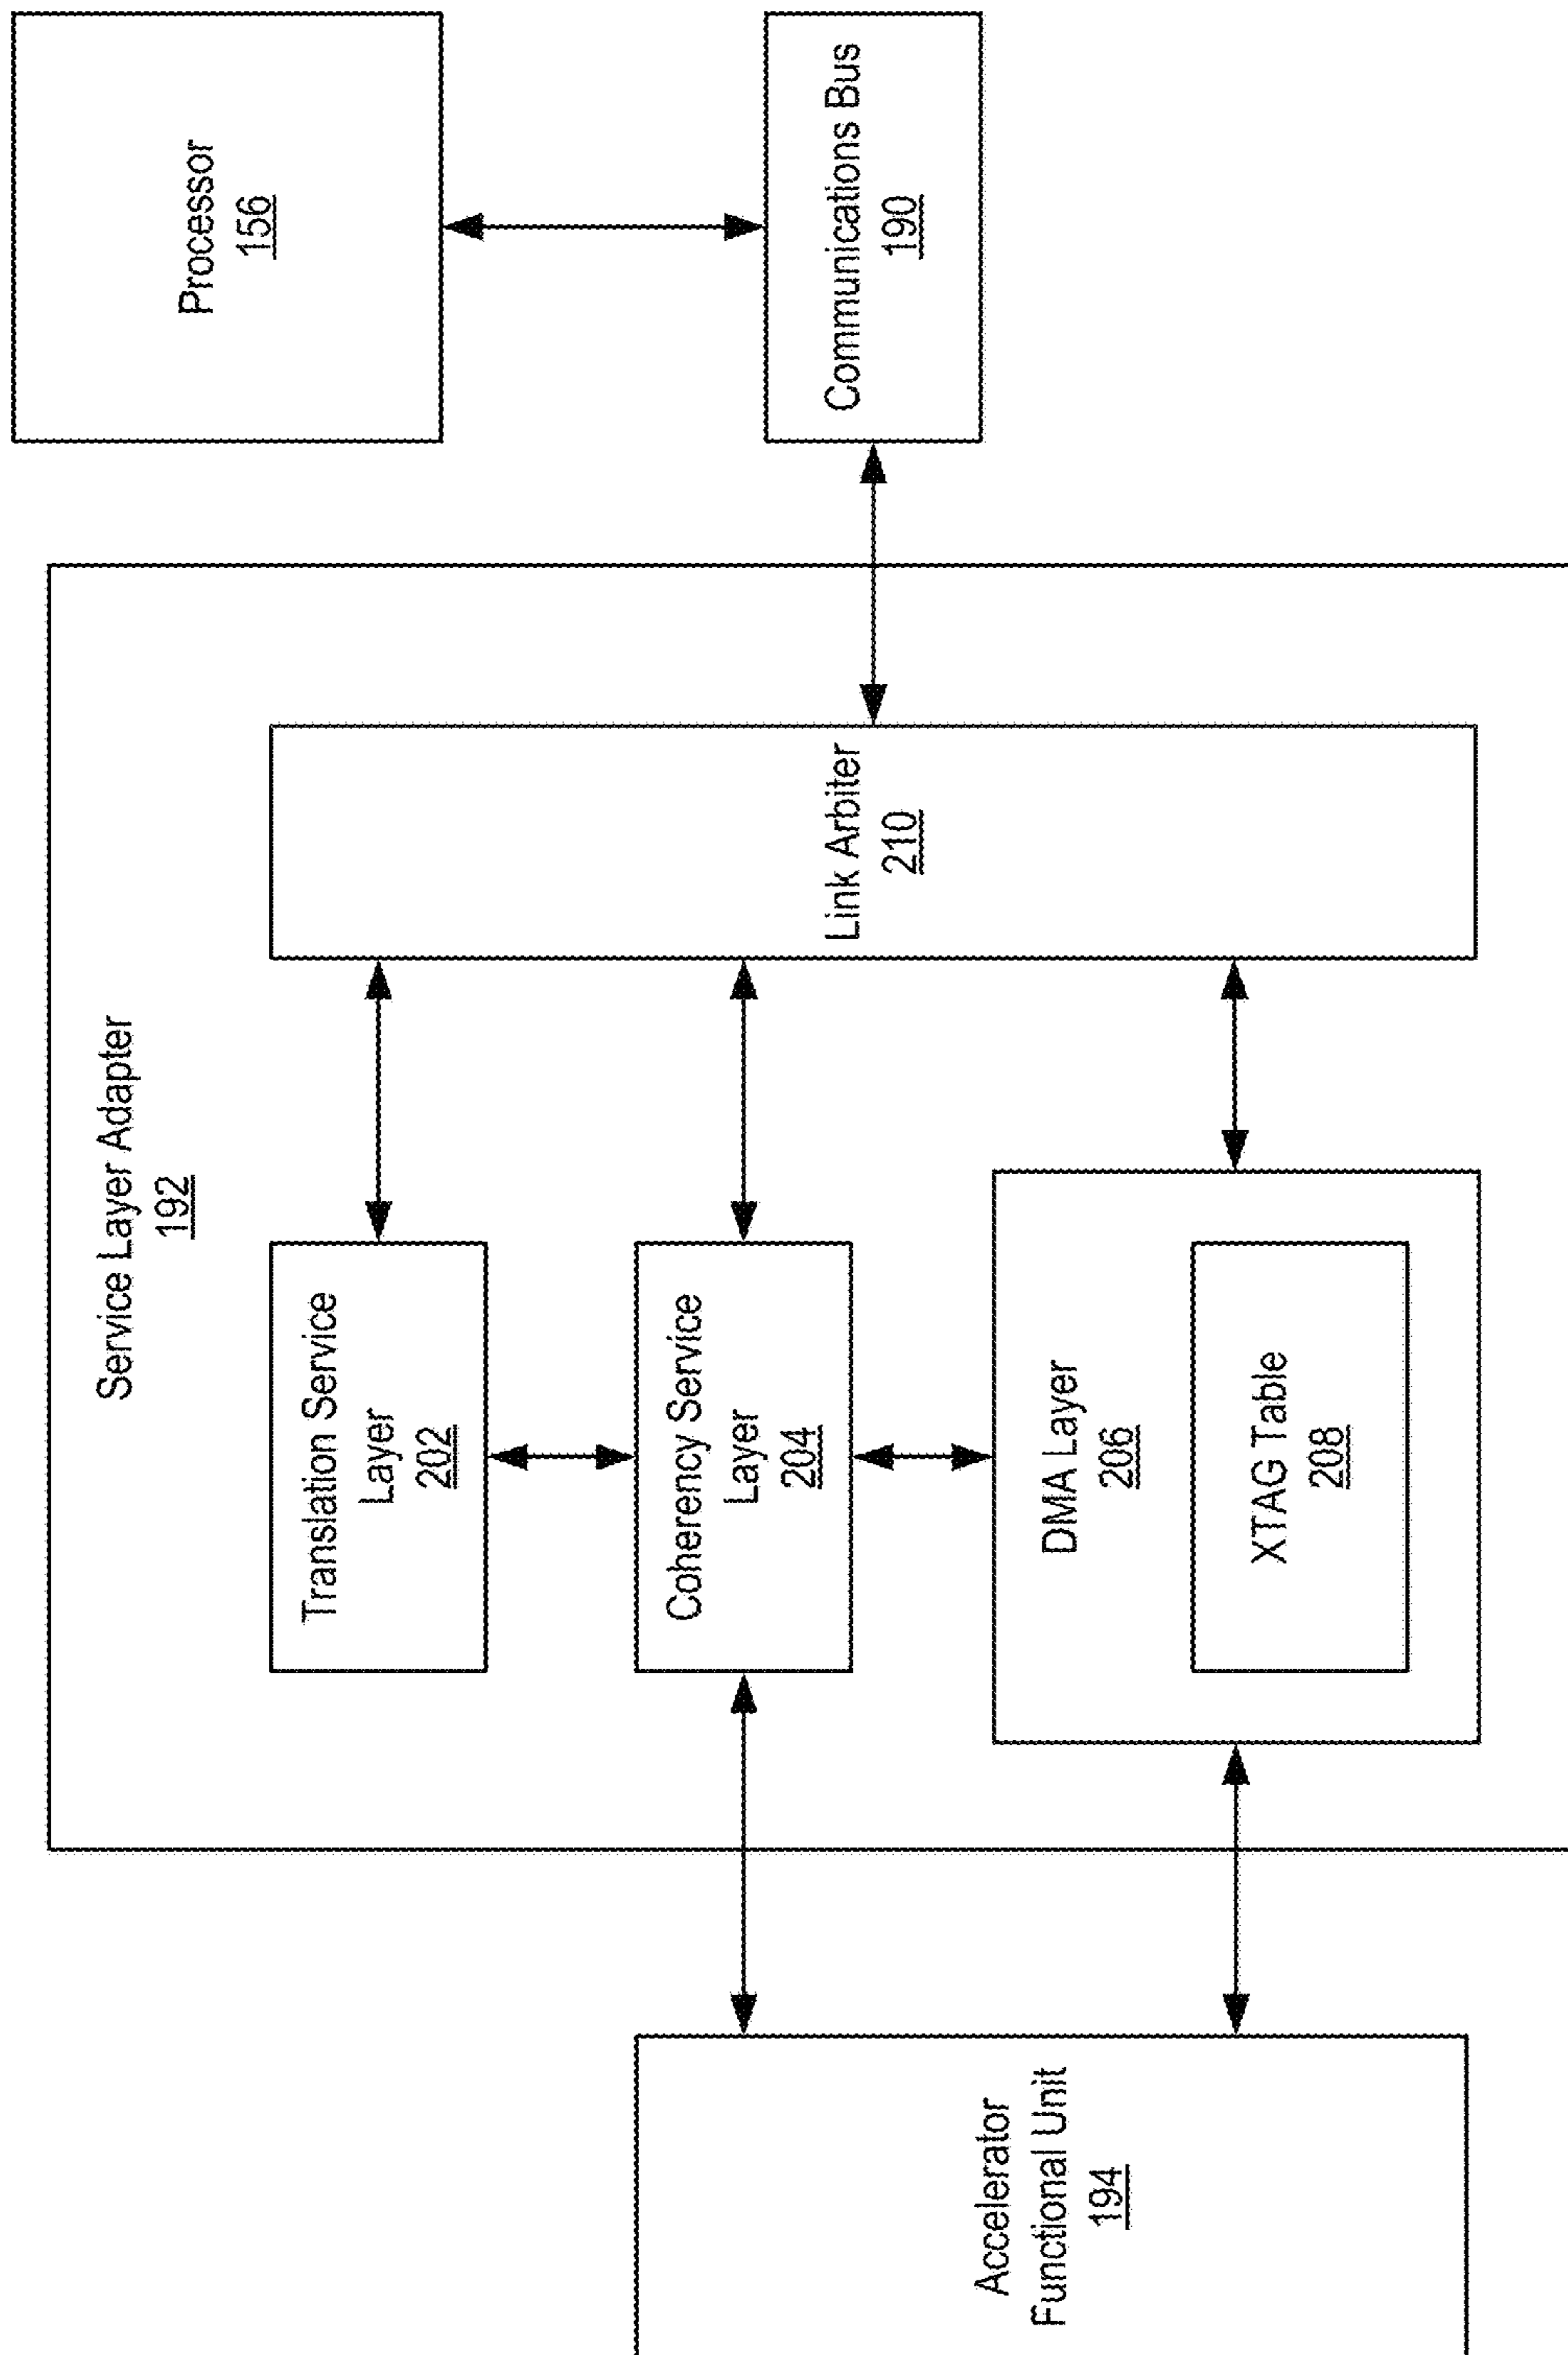 Processor
156
Communications Bus
190
Service Layer Adapter
192
Link Arbiter
210
Translation Service
Layer
202
Coherency Service
Layer
204
DMA Layer
206
XTAG Table
208
Accelerator
Functional Unit
194